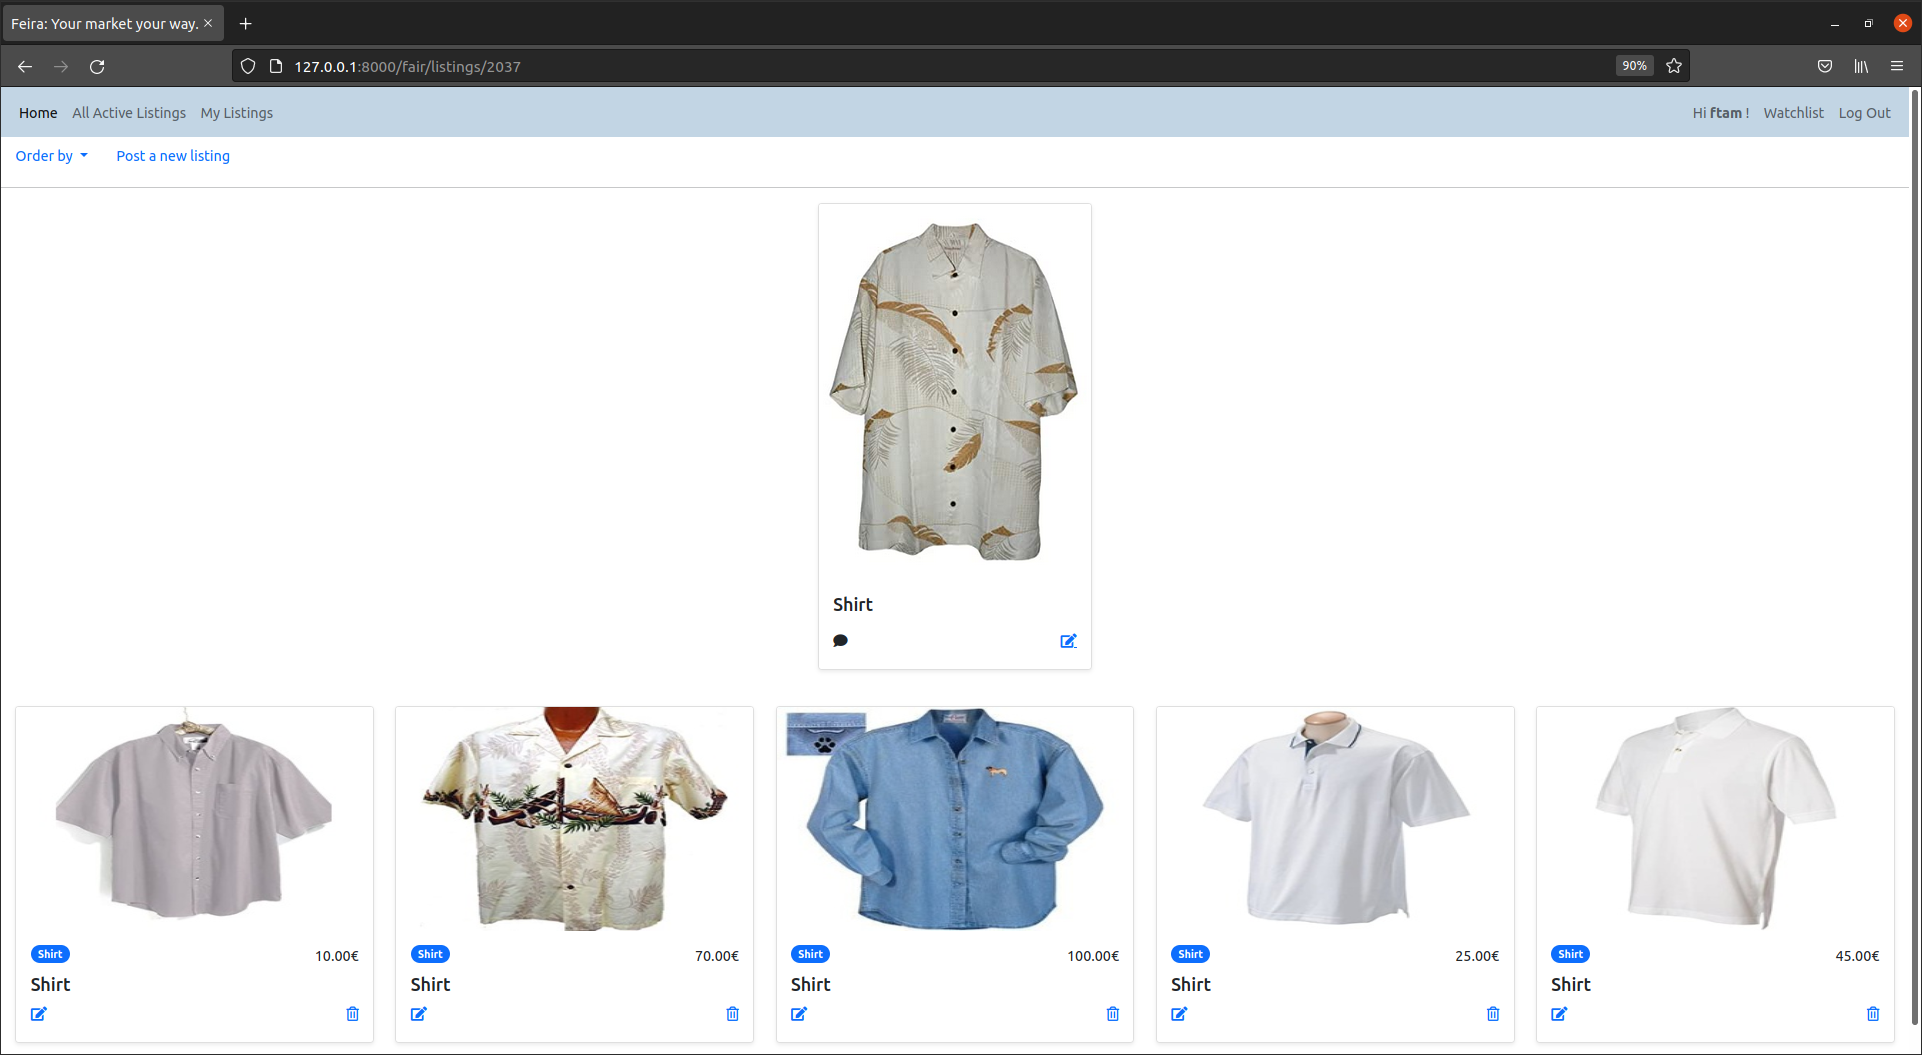 Feira: Your market your way.
127.0.0.1:8000/fair/listings/2037
90%
Home All Active Listings My Listings Hi ftam ! Watchlist Log Out
Order by Post a new listing
Shirt
Shirt 10.00€
Shirt
Shirt 70.00€
Shirt
Shirt 100.00€
Shirt
Shirt 25.00€
Shirt
Shirt 45.00€
Shirt